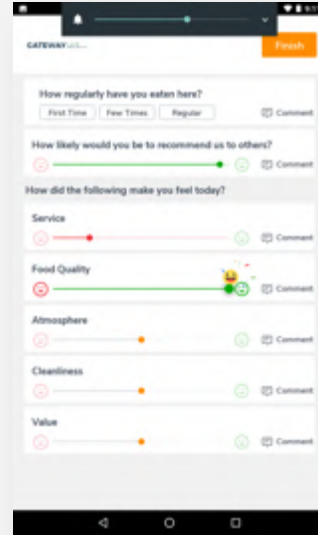 GATEWAY
Finish
How regularly have you eaten here?
First Time Few Times Regular Comment
How likely would you be to recommend us to others?
Comment
How did the following make you feel today?
Service
Comment
Food Quality
Comment
Atmosphere
Comment
Cleanliness
Comment
Value
Comment